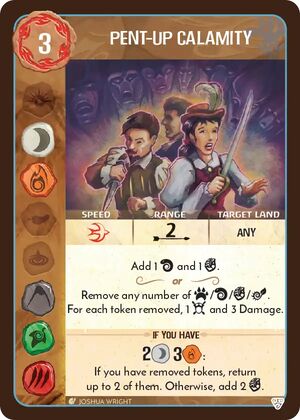 3
PENT-UP CALAMITY
SPEED RANGE TARGET LAND
2 ANY
Add 1 and 1.
or
Remove any number of / / / .
For each token removed, 1 and 3 Damage.
IF YOU HAVE
2 3 :
If you have removed tokens, return
up to 2 of them. Otherwise, add 2 .
JOSHUA WRIGHT